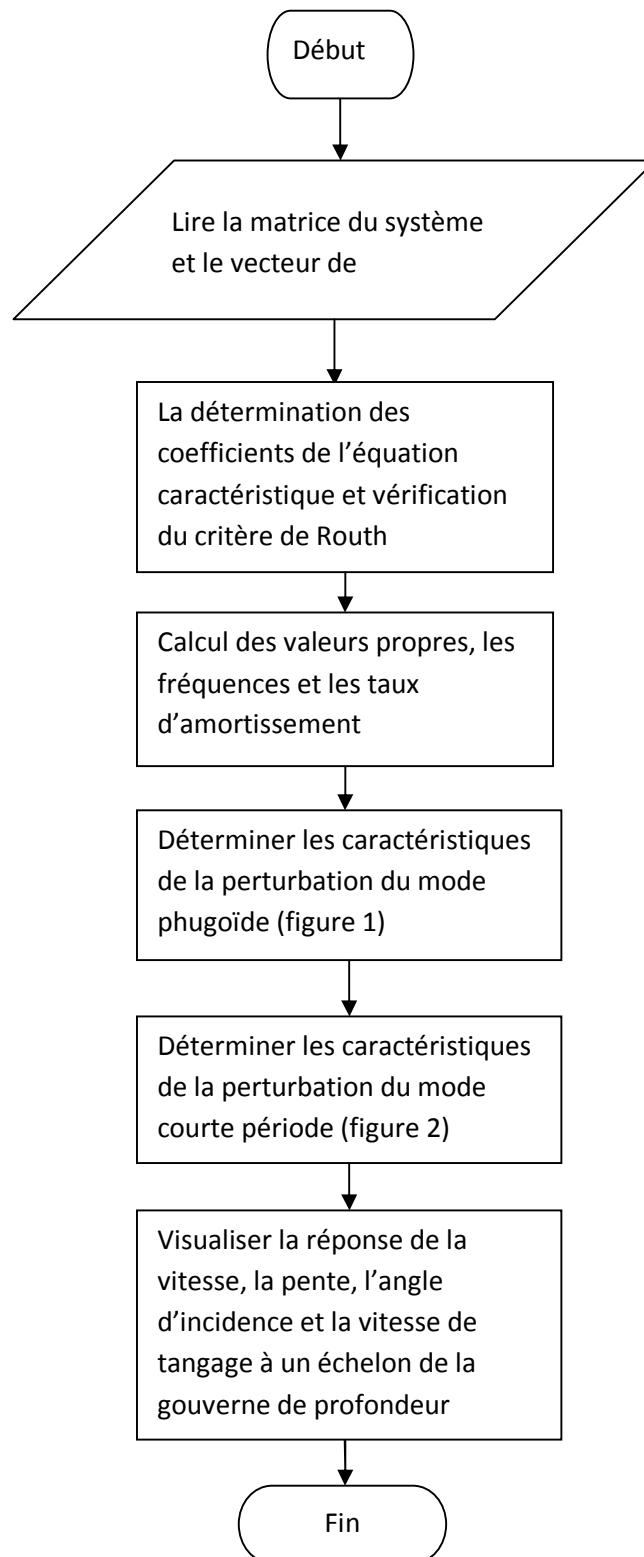 Début
Lire la matrice du système
et le vecteur de
La détermination des
coefficients de l’équation
caractéristique et vérification
du critère de Routh
Calcul des valeurs propres, les
fréquences et les taux
d’amortissement
Déterminer les caractéristiques
de la perturbation du mode
phugoïde (figure 1)
Déterminer les caractéristiques
de la perturbation du mode
courte période (figure 2)
Visualiser la réponse de la
vitesse, la pente, l’angle
d’incidence et la vitesse de
tangage à un échelon de la
gouverne de profondeur
Fin